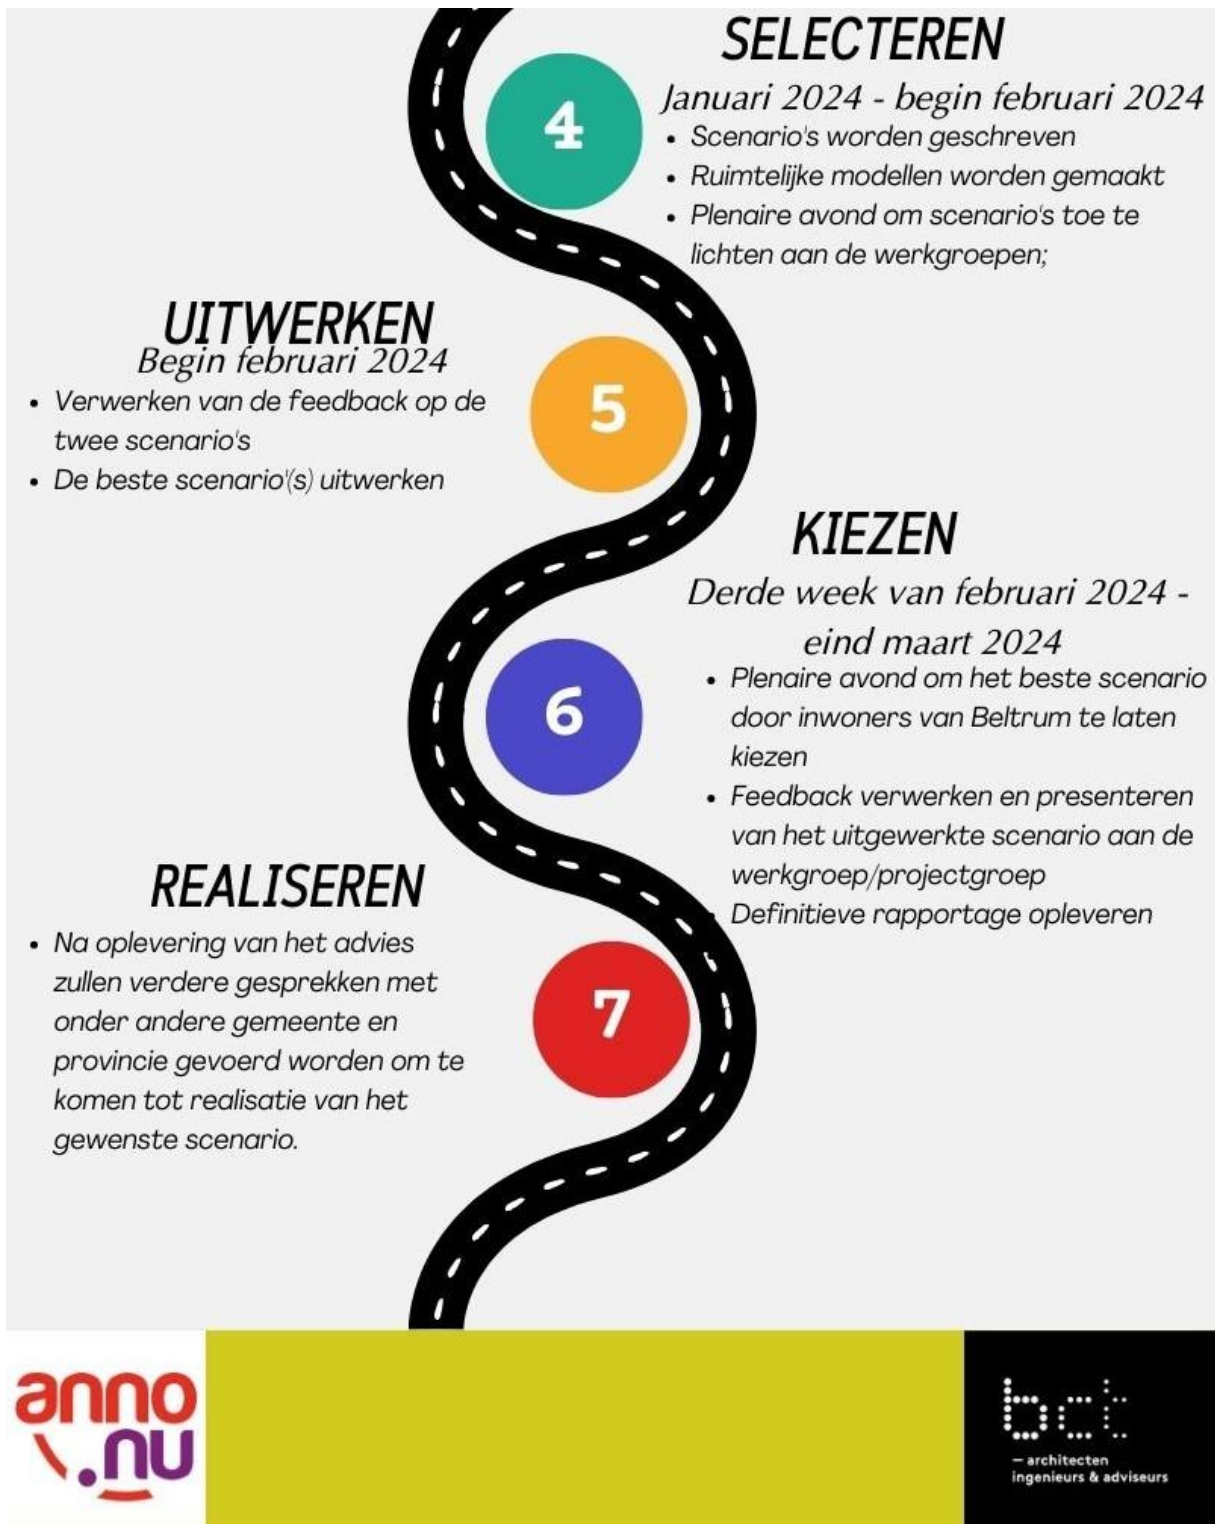 SELECTEREN
Januari 2024 - begin februari 2024
4
• Scenario's worden geschreven
• Ruimtelijke modellen worden gemaakt
• Plenaire avond om scenario's toe te
lichten aan de werkgroepen;
UITWERKEN
Begin februari 2024
5
• Verwerken van de feedback op de
twee scenario's
• De beste scenario'(s) uitwerken
KIEZEN
Derde week van februari 2024 -
eind maart 2024
6
• Plenaire avond om het beste scenario
door inwoners van Beltrum te laten
kiezen
• Feedback verwerken en presenteren
van het uitgewerkte scenario aan de
werkgroep/projectgroep
• Definitieve rapportage opleveren
REALISEREN
7
• Na oplevering van het advies
zullen verdere gesprekken met
onder andere gemeente en
provincie gevoerd worden om te
komen tot realisatie van het
gewenste scenario.
anno
.nu
bct
– architecten
ingenieurs & adviseurs